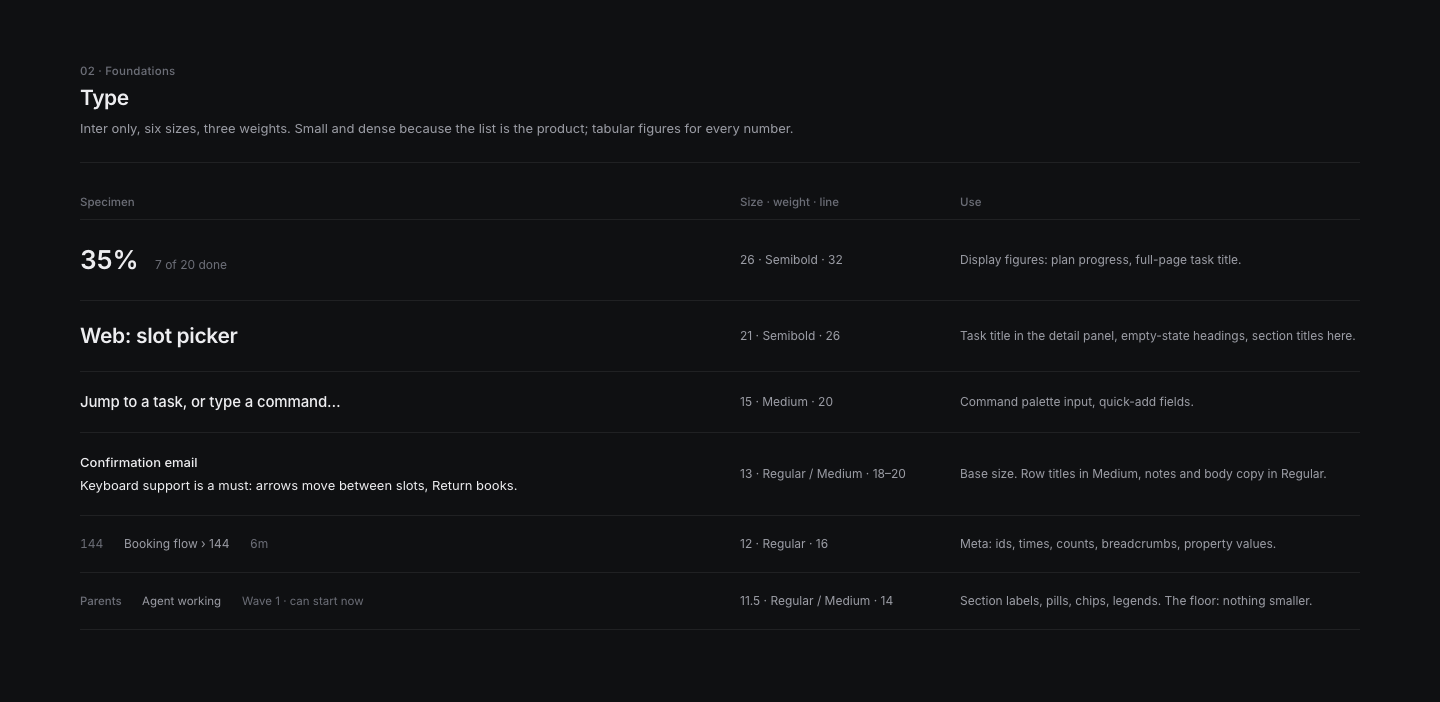 02 · Foundations
Type
Inter only, six sizes, three weights. Small and dense because the list is the product; tabular figures for every number.
Specimen Size · weight · line Use
35% 7 of 20 done 26 · Semibold · 32 Display figures: plan progress, full-page task title.
Web: slot picker 21 · Semibold · 26 Task title in the detail panel, empty-state headings, section titles here.
Jump to a task, or type a command... 15 · Medium · 20 Command palette input, quick-add fields.
Confirmation email
Keyboard support is a must: arrows move between slots, Return books. 13 · Regular / Medium · 18–20 Base size. Row titles in Medium, notes and body copy in Regular.
144 Booking flow › 144 6m 12 · Regular · 16 Meta: ids, times, counts, breadcrumbs, property values.
Parents Agent working Wave 1 · can start now 11.5 · Regular / Medium · 14 Section labels, pills, chips, legends. The floor: nothing smaller.